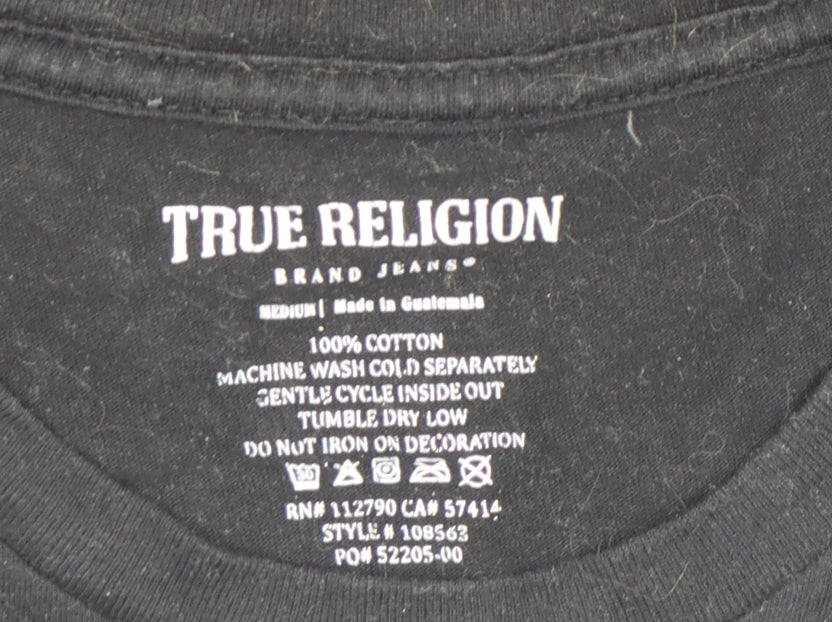 TRUE RELIGION
BRAND JEANS®
MEDIUM | Made in Guatemala
100% COTTON
MACHINE WASH COLD SEPARATELY
GENTLE CYCLE INSIDE OUT
TUMBLE DRY LOW
DO NOT IRON ON DECORATION
30
RN# 112790 CA# 57414
STYLE # 108563
PO# 52205-00